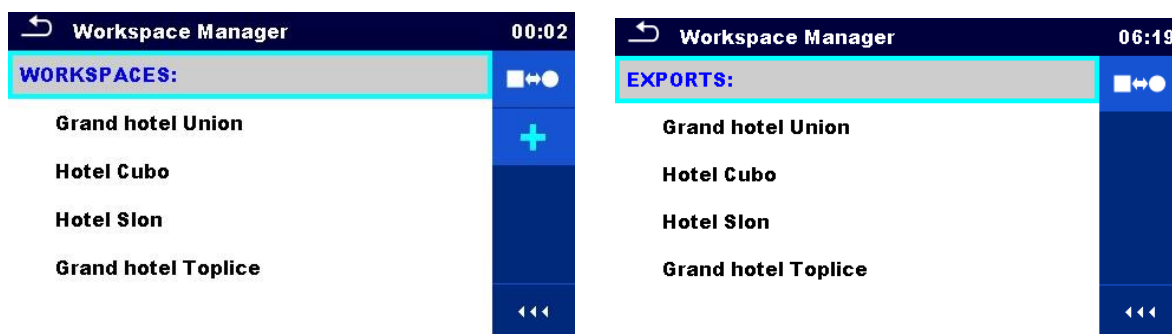 Workspace Manager 00:02
WORKSPACES:
Grand hotel Union
Hotel Cubo
Hotel Slon
Grand hotel Toplice
Workspace Manager 06:19
EXPORTS:
Grand hotel Union
Hotel Cubo
Hotel Slon
Grand hotel Toplice